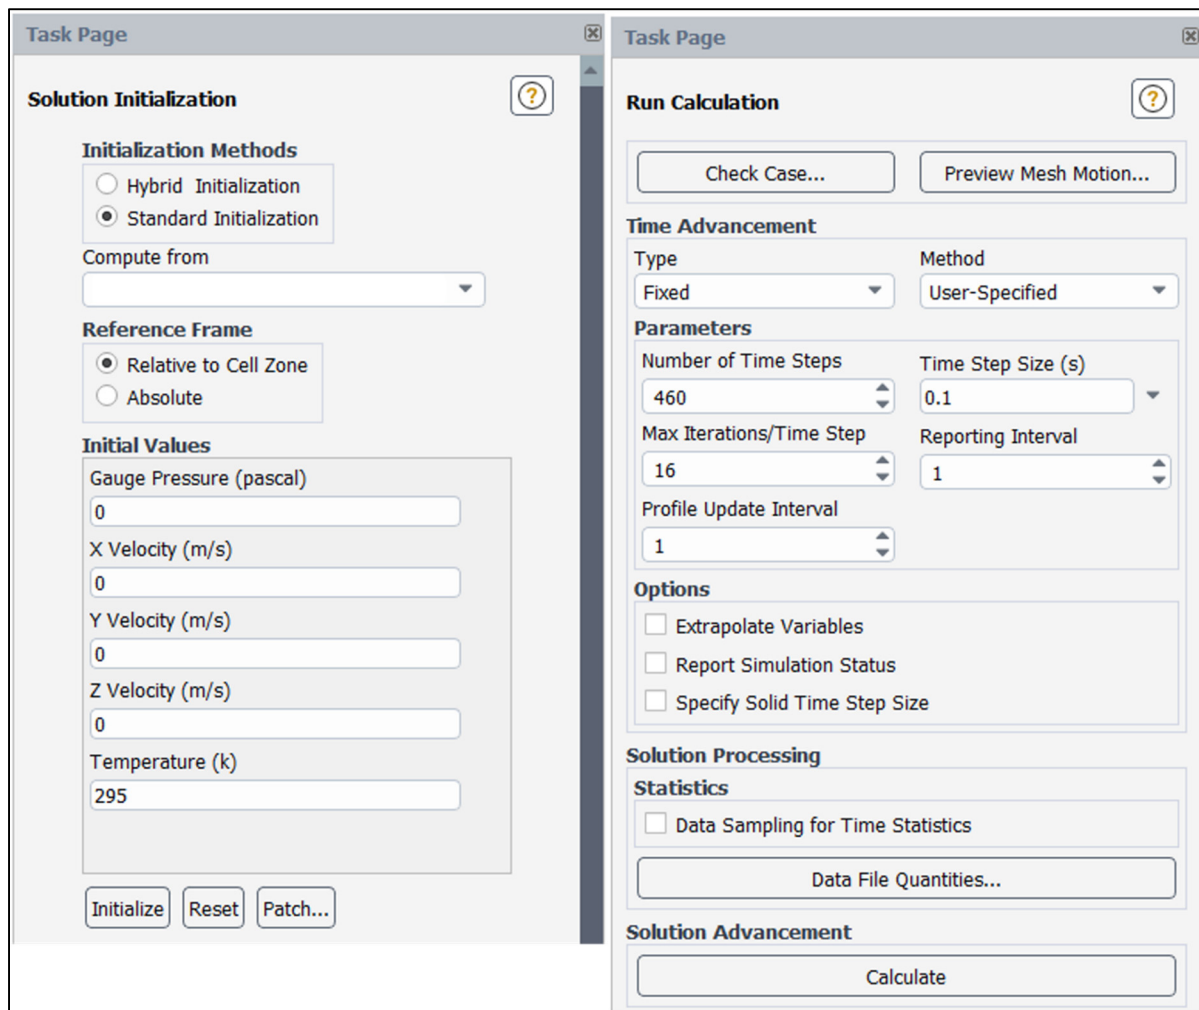 Task Page
Solution Initialization
Initialization Methods
Hybrid Initialization
Standard Initialization
Compute from
Reference Frame
Relative to Cell Zone
Absolute
Initial Values
Gauge Pressure (pascal)
0
X Velocity (m/s)
0
Y Velocity (m/s)
0
Z Velocity (m/s)
0
Temperature (k)
295
Initialize Reset Patch...
Task Page
Run Calculation
Check Case... Preview Mesh Motion...
Time Advancement
Type Method
Fixed User-Specified
Parameters
Number of Time Steps Time Step Size (s)
460 0.1
Max Iterations/Time Step Reporting Interval
16 1
Profile Update Interval
1
Options
Extrapolate Variables
Report Simulation Status
Specify Solid Time Step Size
Solution Processing
Statistics
Data Sampling for Time Statistics
Data File Quantities...
Solution Advancement
Calculate